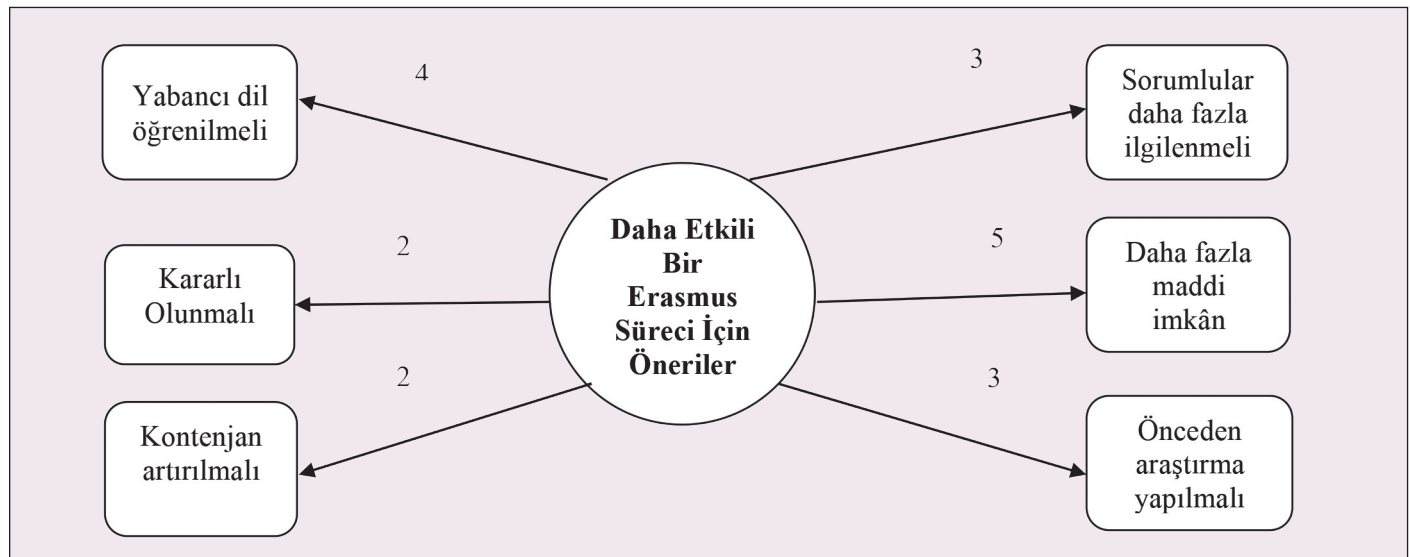 4
3
Yabancı dil
öğrenilmeli
Sorumlular
daha fazla
ilgilenmeli
Daha Etkili
Bir
Erasmus
Süreci İçin
Öneriler
2
5
Kararlı
Olunmalı
Daha fazla
maddi
imkân
2
3
Kontenjan
artırılmalı
Önceden
araştırma
yapılmalı